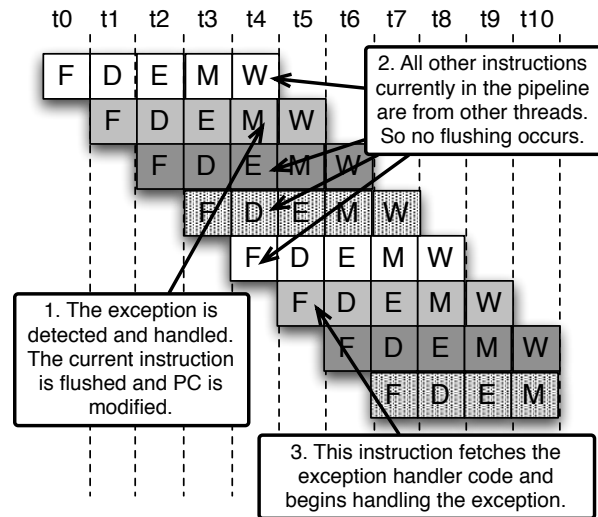 t0 t1 t2 t3 t4 t5 t6 t7 t8 t9 t10
F D E M W
2. All other instructions
currently in the pipeline
are from other threads.
So no flushing occurs.
F D E M W
F D E M W
F D E M W
F D E M W
1. The exception is
detected and handled.
The current instruction
is flushed and PC is
modified.
F D E M W
F D E M W
F D E M
3. This instruction fetches the
exception handler code and
begins handling the exception.